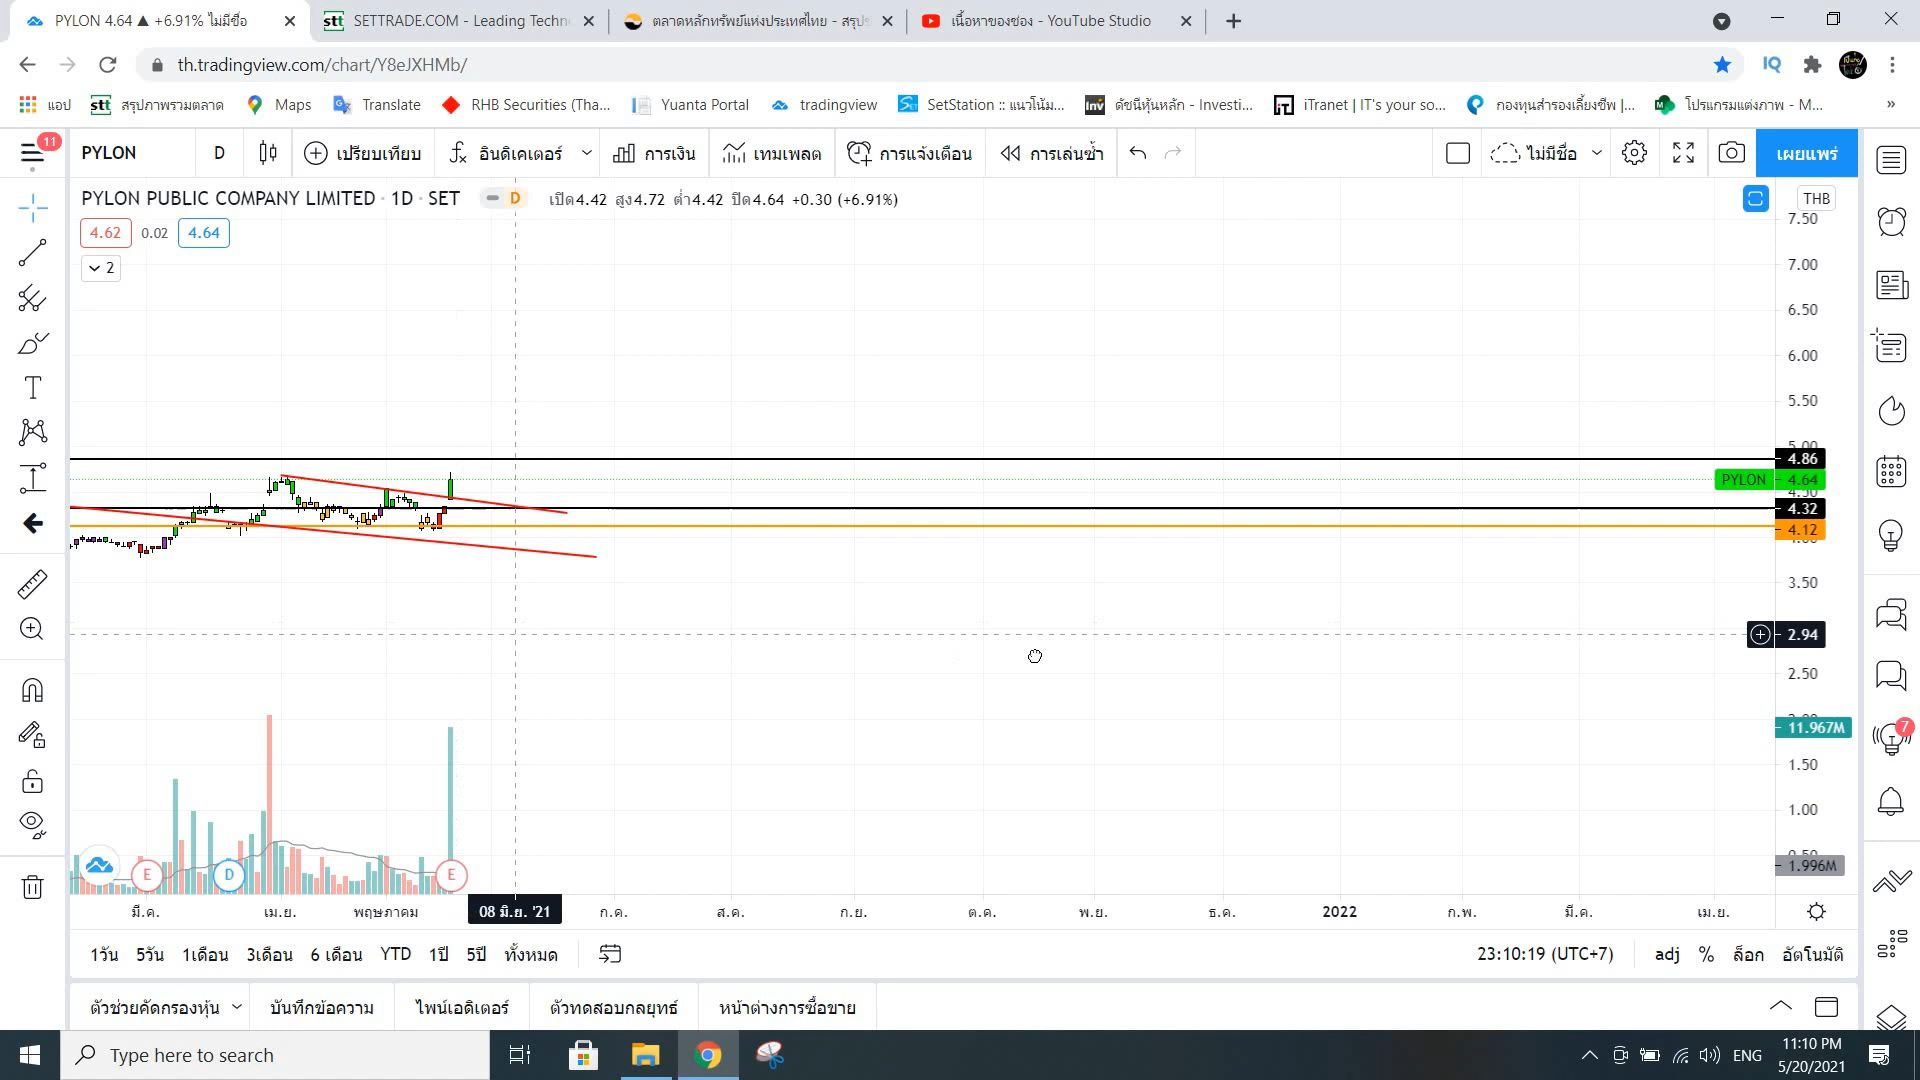 PYLON 4.64 ▲ +6.91% ไม่มีชื่อ
SETTRADE.COM - Leading Techn
ตลาดหลักทรัพย์แห่งประเทศไทย - สรุป
เนื้อหาของช่อง - YouTube Studio
th.tradingview.com/chart/Y8eJXHMb/
แอป
stt สรุปภาพรวมตลาด
Maps
Translate
RHB Securities (Tha...
Yuanta Portal
tradingview
SetStation :: แนวโน้ม...
Inv ดัชนีหุ้นหลัก - Investi...
iT iTranet | IT's your so...
กองทุนสำรองเลี้ยงชีพ |...
โปรแกรมแต่งภาพ - M...
»
11
PYLON
D
เปรียบเทียบ
อินดิเคเตอร์
การเงิน
เทมเพลต
การแจ้งเตือน
การเล่นซ้ำ
ไม่มีชื่อ
เผยแพร่
PYLON PUBLIC COMPANY LIMITED · 1D · SET
D
เปิด4.42 สูง4.72 ต่ำ4.42 ปิด4.64 +0.30 (+6.91%)
THB
4.62 0.02 4.64
2
7.50
7.00
6.50
6.00
5.50
5.00
4.86
PYLON 4.64
4.50
4.32
4.12
4.00
3.50
2.94
2.50
11.967M
1.50
1.00
0.50
1.996M
7
E
D
E
มี.ค.
เม.ย.
พฤษภาคม
08 มิ.ย. '21
ก.ค.
ส.ค.
ก.ย.
ต.ค.
พ.ย.
ธ.ค.
2022
ก.พ.
มี.ค.
เม.ย.
1วัน 5วัน 1เดือน 3เดือน 6 เดือน YTD 1ปี 5ปี ทั้งหมด
23:10:19 (UTC+7)
adj % ล็อก อัตโนมัติ
ตัวช่วยคัดกรองหุ้น
บันทึกข้อความ
ไพน์เอดิเตอร์
ตัวทดสอบกลยุทธ์
หน้าต่างการซื้อขาย
Type here to search
ENG
11:10 PM
5/20/2021